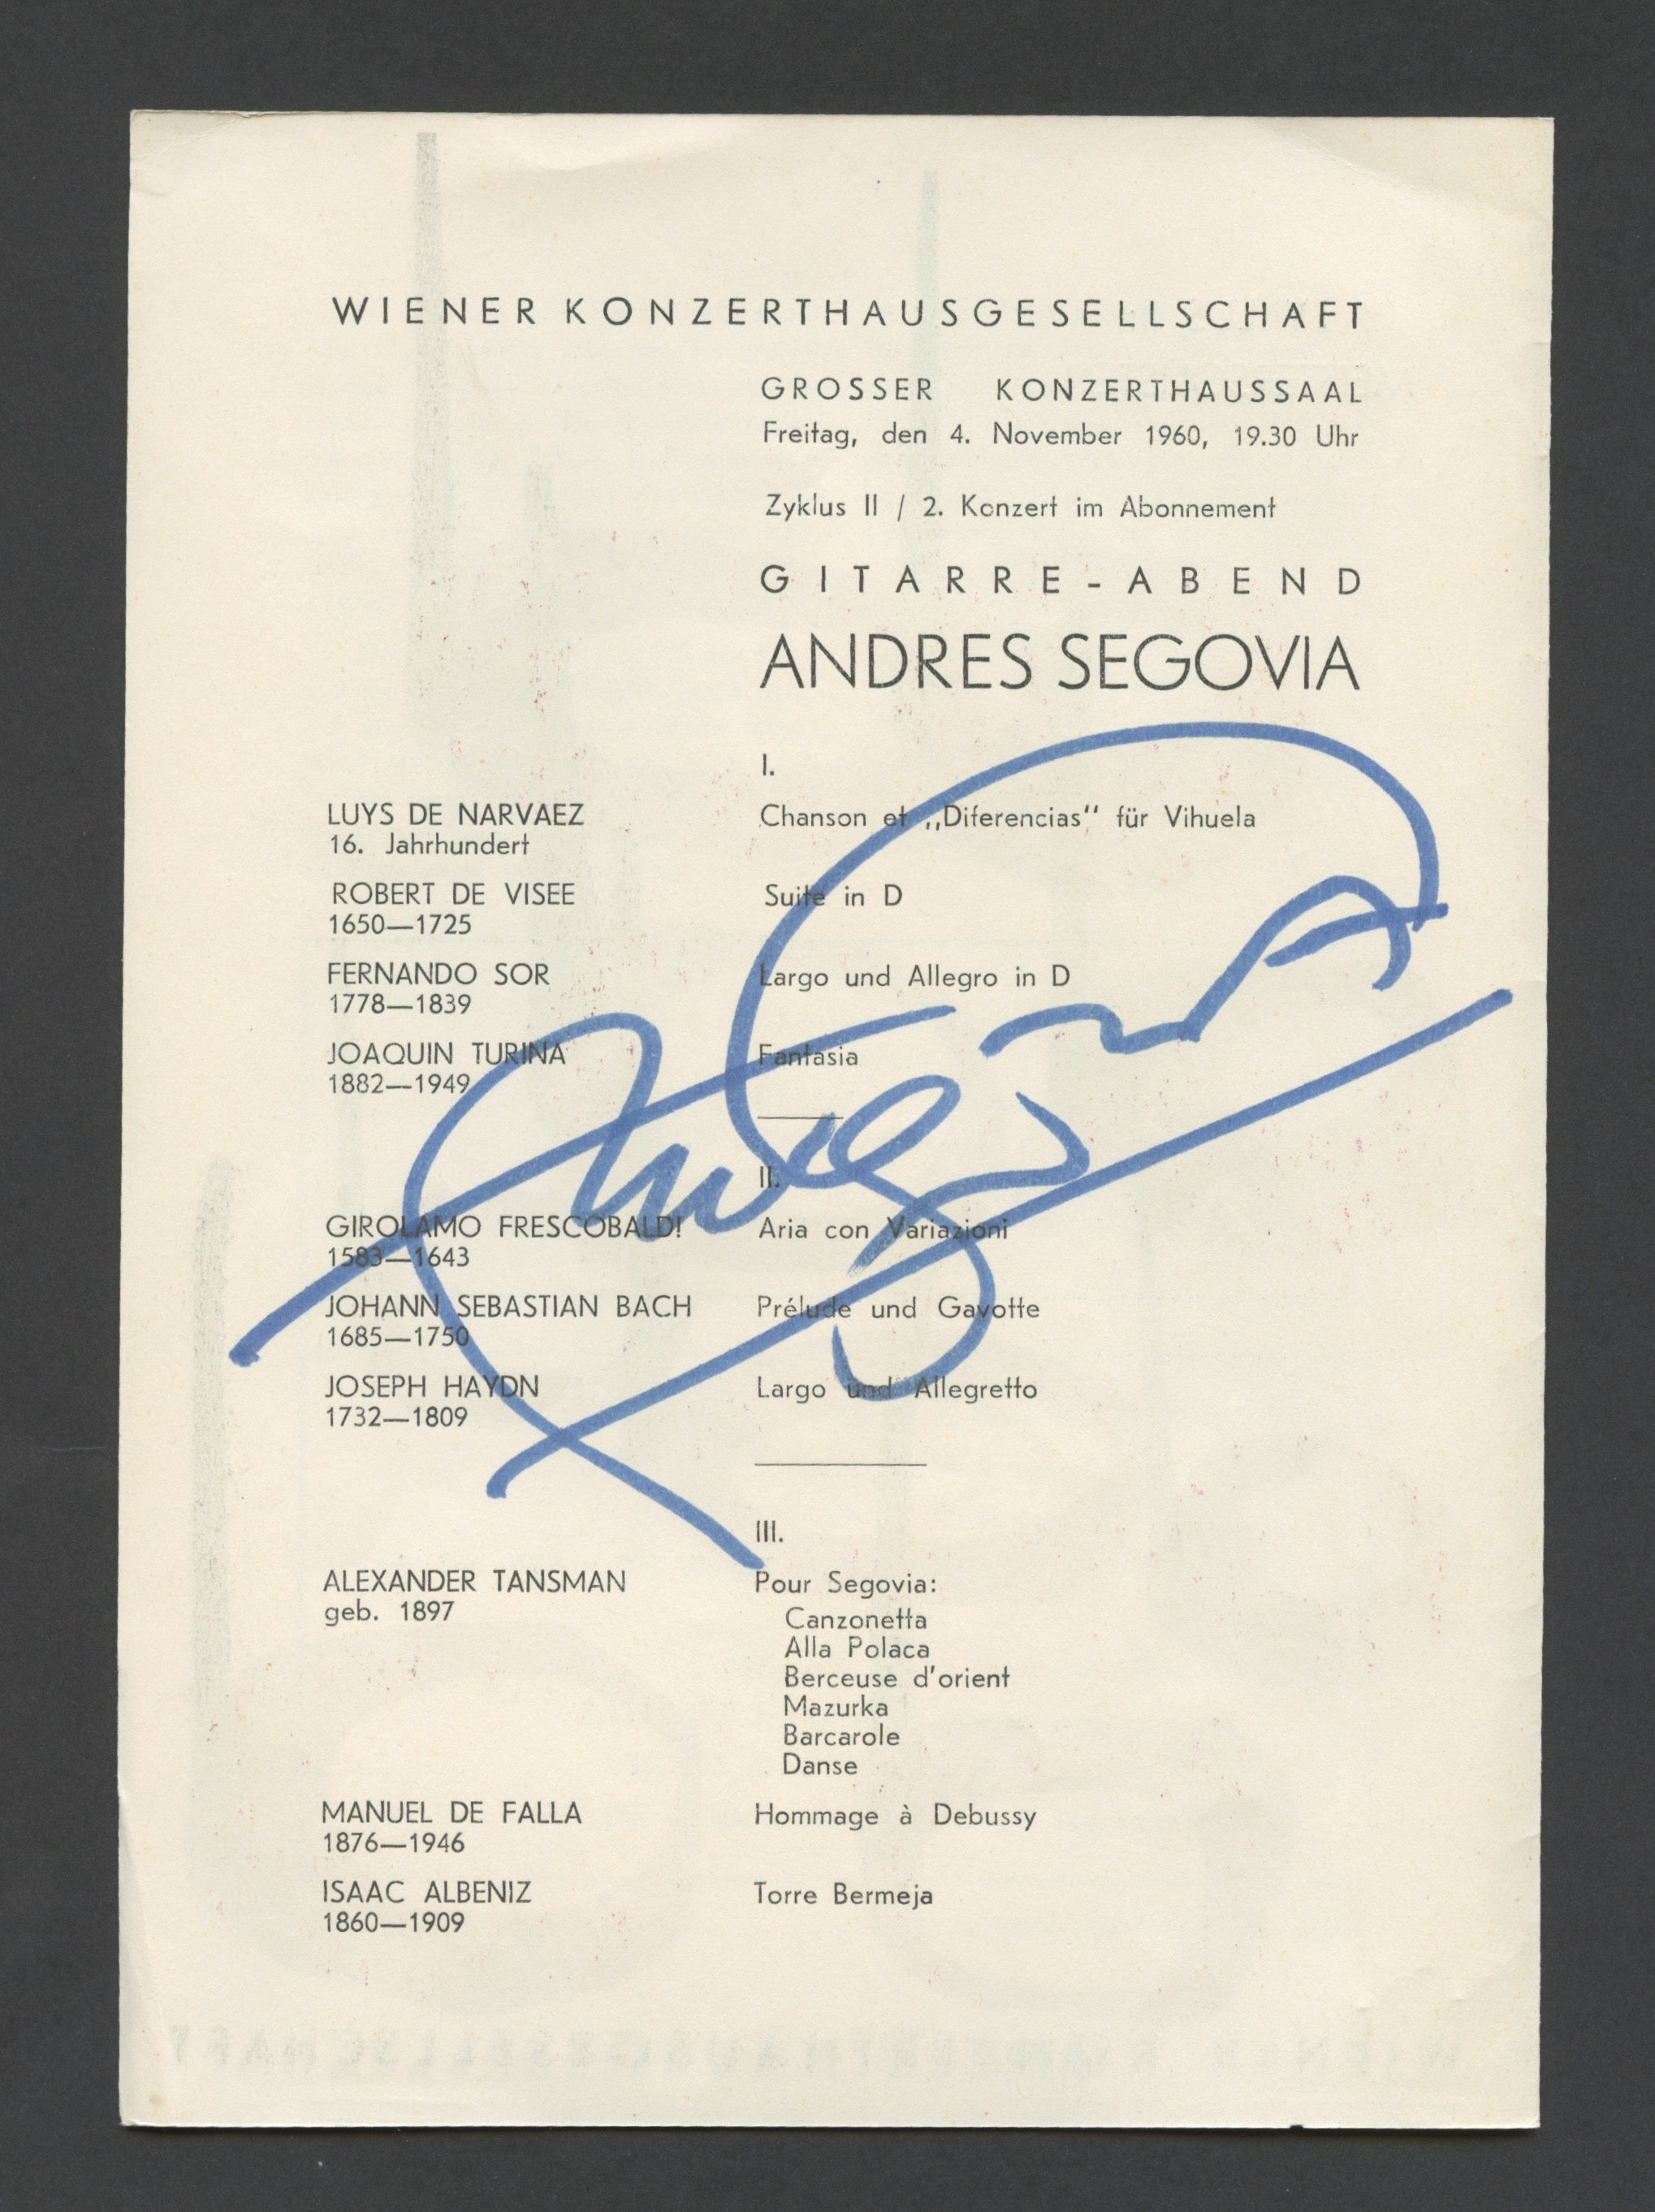 WIENER KONZERTHAUSGESELLSCHAFT
GROSSER KONZERTHAUSSAAL
Freitag, den 4. November 1960, 19.30 Uhr
Zyklus II / 2. Konzert im Abonnement
GITARRE-ABEND
ANDRES SEGOVIA
I.
LUYS DE NARVAEZ Chanson et „Diferencias" für Vihuela
16. Jahrhundert
ROBERT DE VISEE Suite in D
1650—1725
FERNANDO SOR Largo und Allegro in D
1778—1839
JOAQUIN TURINA Fantasia
1882—1949
II.
GIROLAMO FRESCOBALDI Aria con Variazioni
1583—1643
JOHANN SEBASTIAN BACH Prélude und Gavotte
1685—1750
JOSEPH HAYDN Largo und Allegretto
1732—1809
III.
ALEXANDER TANSMAN Pour Segovia:
geb. 1897
Canzonetta
Alla Polaca
Berceuse d'orient
Mazurka
Barcarole
Danse
MANUEL DE FALLA Hommage à Debussy
1876—1946
ISAAC ALBENIZ Torre Bermeja
1860—1909